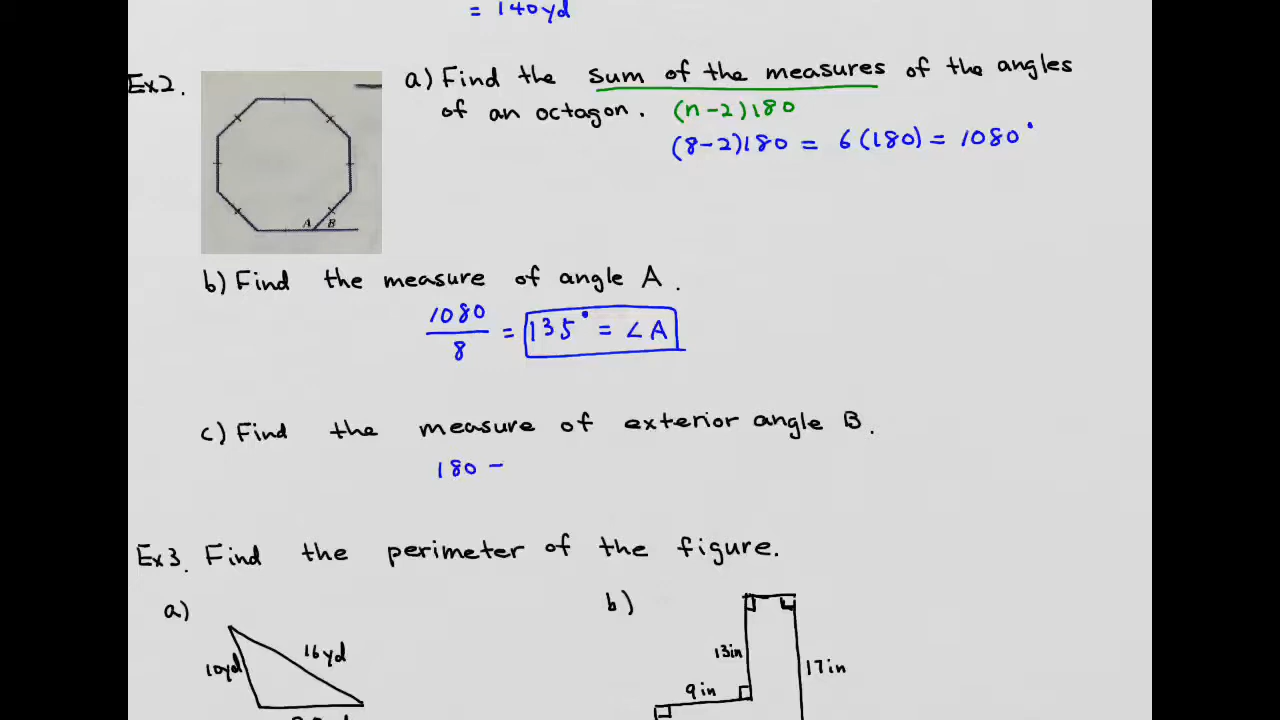 = 140yd
Ex2.
a) Find the sum of the measures of the angles
of an octagon. (n-2)180
(8-2)180 = 6(180) = 1080°
A B
b) Find the measure of angle A.
1080/8 = 135° = ∠A
c) Find the measure of exterior angle B.
180 -
Ex3. Find the perimeter of the figure.
a)
b)
10yd
16yd
13in
17in
9in